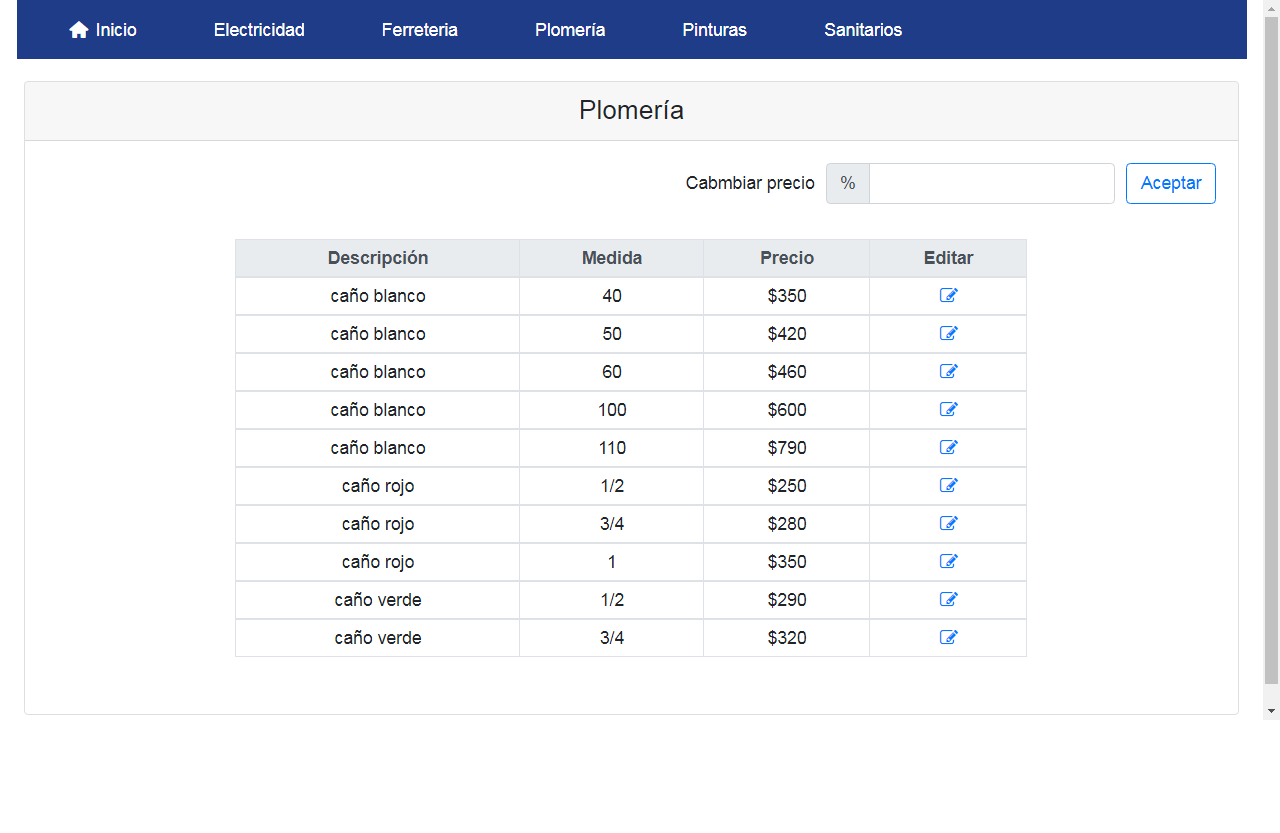 Inicio Electricidad Ferreteria Plomería Pinturas Sanitarios
Plomería
Cabmbiar precio % Aceptar
Descripción Medida Precio Editar
caño blanco 40 $350
caño blanco 50 $420
caño blanco 60 $460
caño blanco 100 $600
caño blanco 110 $790
caño rojo 1/2 $250
caño rojo 3/4 $280
caño rojo 1 $350
caño verde 1/2 $290
caño verde 3/4 $320